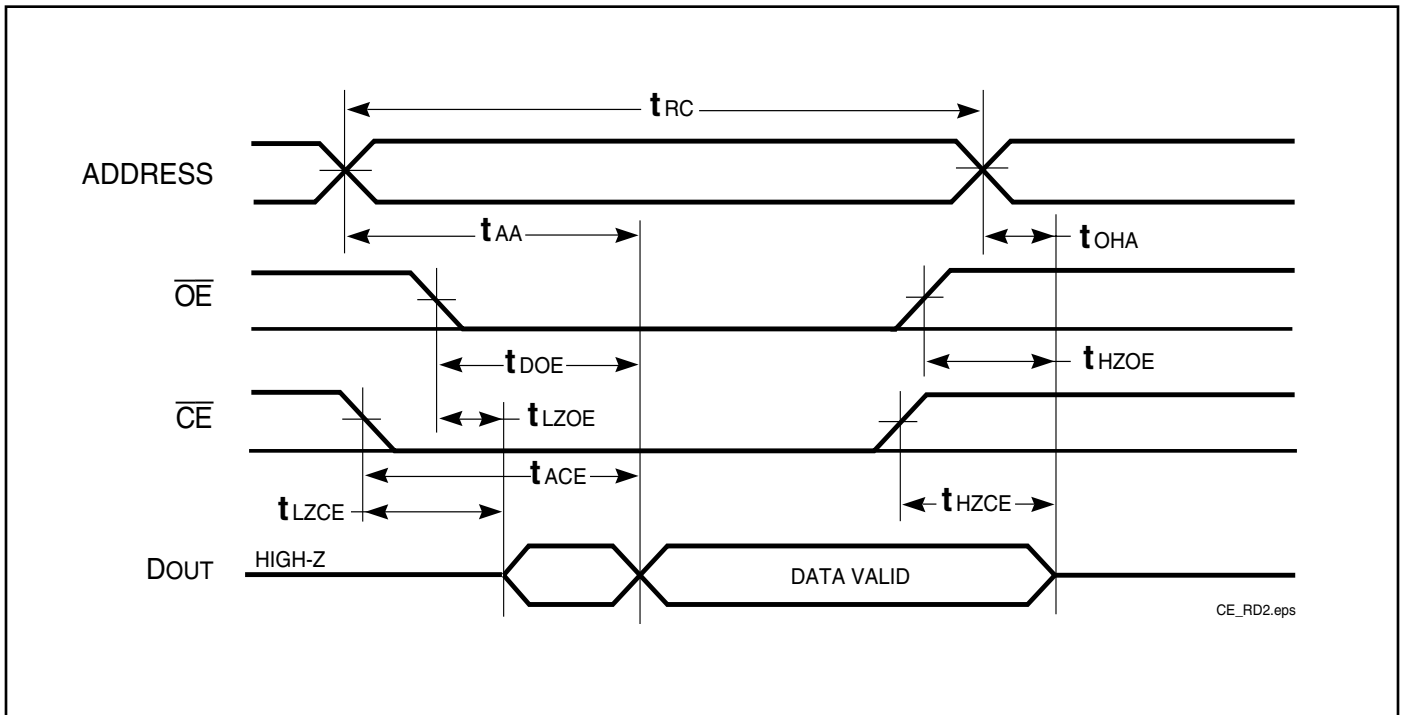 tRC
ADDRESS
tAA
tOHA
OE
tDOE
tHZOE
CE
tLZOE
tACE
tLZCE
tHZCE
DOUT
HIGH-Z
DATA VALID
CE_RD2.eps